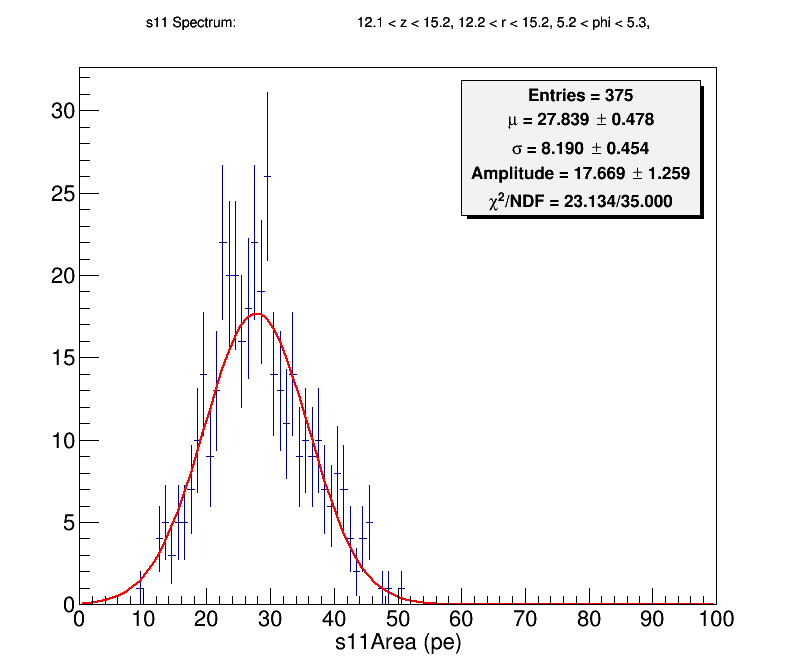 s11 Spectrum: 12.1 < z < 15.2, 12.2 < r < 15.2, 5.2 < phi < 5.3,
Entries = 375
μ = 27.839 ± 0.478
σ = 8.190 ± 0.454
Amplitude = 17.669 ± 1.259
χ²/NDF = 23.134/35.000
30
25
20
15
10
5
0
0 10 20 30 40 50 60 70 80 90 100
s11Area (pe)